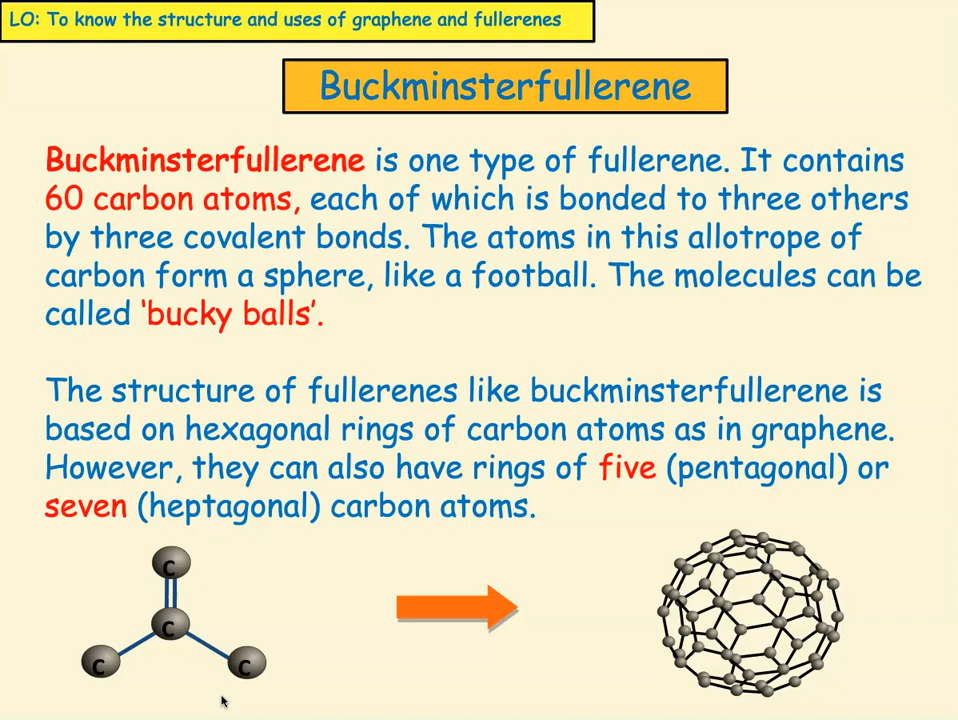 LO: To know the structure and uses of graphene and fullerenes
Buckminsterfullerene
Buckminsterfullerene is one type of fullerene. It contains
60 carbon atoms, each of which is bonded to three others
by three covalent bonds. The atoms in this allotrope of
carbon form a sphere, like a football. The molecules can be
called ‘bucky balls’.
The structure of fullerenes like buckminsterfullerene is
based on hexagonal rings of carbon atoms as in graphene.
However, they can also have rings of five (pentagonal) or
seven (heptagonal) carbon atoms.
C
C
C C